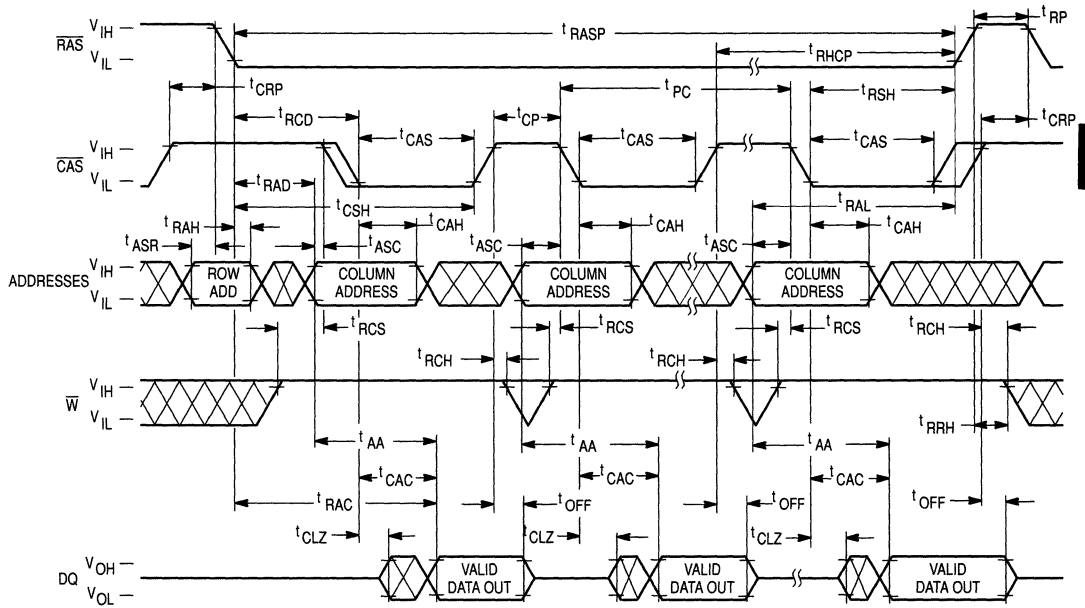 V IH
RAS
V IL
t RASP
t RP
t RHCP
t CRP
t RCD
t CP
t PC
t RSH
t CRP
V IH
CAS
V IL
t CAS
t CAS
t CAS
t RAD
t CSH
t RAL
t RAH
t CAH
t CAH
t CAH
t ASR
t ASC
t ASC
t ASC
ADDRESSES
V IH
V IL
ROW ADD
COLUMN ADDRESS
COLUMN ADDRESS
COLUMN ADDRESS
t RCS
t RCS
t RCS
t RCH
t RCH
t RCH
V IH
W
V IL
t RRH
t AA
t AA
t AA
t CAC
t CAC
t CAC
t RAC
t OFF
t OFF
t OFF
t CLZ
t CLZ
t CLZ
V OH
DQ
V OL
VALID DATA OUT
VALID DATA OUT
VALID DATA OUT